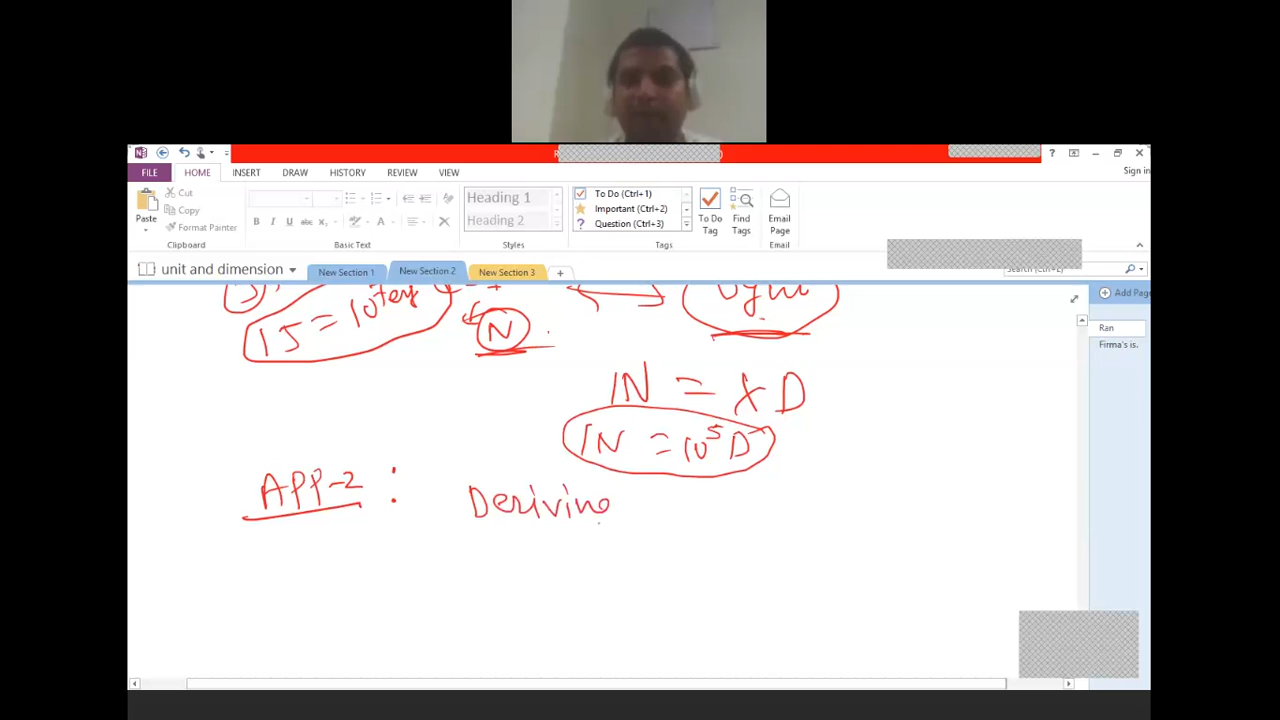 FILE HOME INSERT DRAW HISTORY REVIEW VIEW
Sign in
Paste
Cut
Copy
Format Painter
B I U abc
Heading 1
Heading 2
To Do (Ctrl+1)
Important (Ctrl+2)
Question (Ctrl+3)
To Do Tag
Find Tags
Email Page
Clipboard Basic Text Styles Tags Email
unit and dimension New Section 1 New Section 2 New Section 3
Add Page
Ran
Firma's is.
1J = 10⁷erg
N
1N = x D
1N = 10⁵ D
APP-2 : Deriving